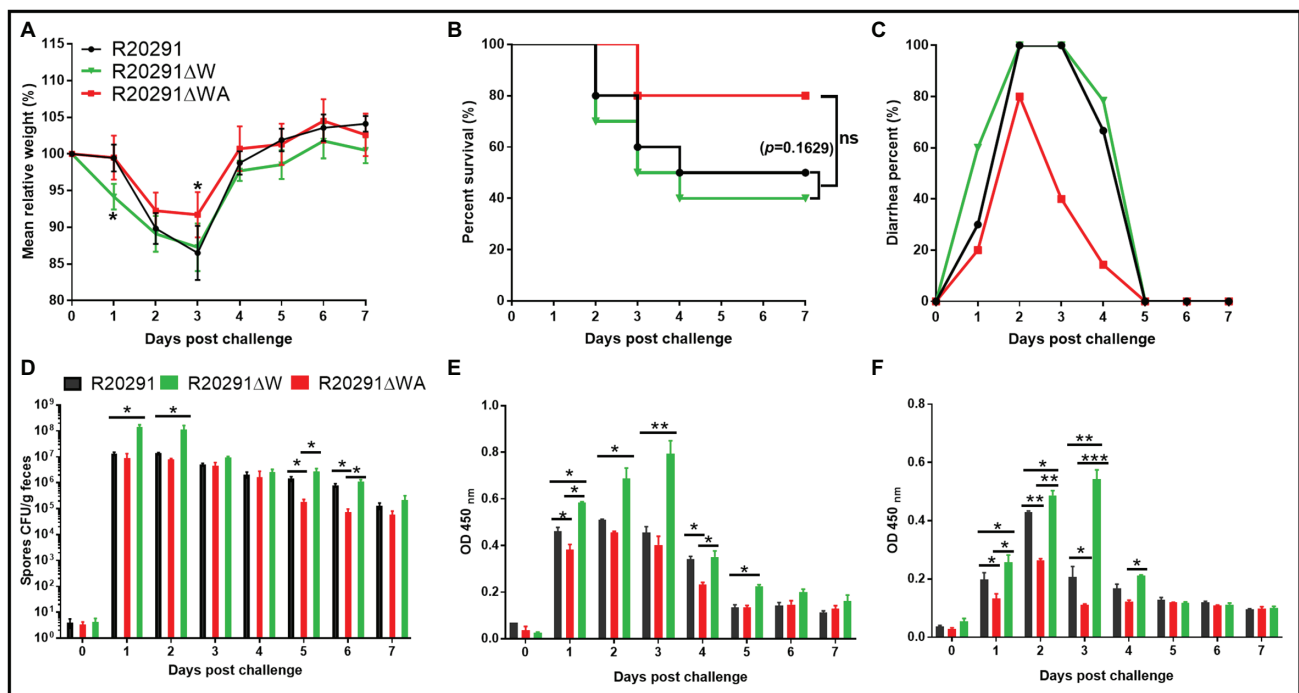 A
R20291
R20291ΔW
R20291ΔWA
Mean relative weight (%)
115
110
105
100
95
90
85
80
*
*
0 1 2 3 4 5 6 7
Days post challenge
B
Percent survival (%)
100
80
60
40
20
0
(p=0.1629)
ns
0 1 2 3 4 5 6 7
Days post challenge
C
Diarrhea percent (%)
100
80
60
40
20
0
0 1 2 3 4 5 6 7
Days post challenge
D
R20291 R20291ΔW R20291ΔWA
Spores CFU/g feces
10⁹
10⁸
10⁷
10⁶
10⁵
10⁴
10³
10²
10¹
10⁰
* * * * * *
0 1 2 3 4 5 6 7
Days post challenge
E
OD 450 nm
1.0
0.8
0.6
0.4
0.2
0.0
**
*
*
*
*
* *
*
0 1 2 3 4 5 6 7
Days post challenge
F
OD 450 nm
0.8
0.6
0.4
0.2
0.0
**
* ***
**
**
*
* *
* *
0 1 2 3 4 5 6 7
Days post challenge